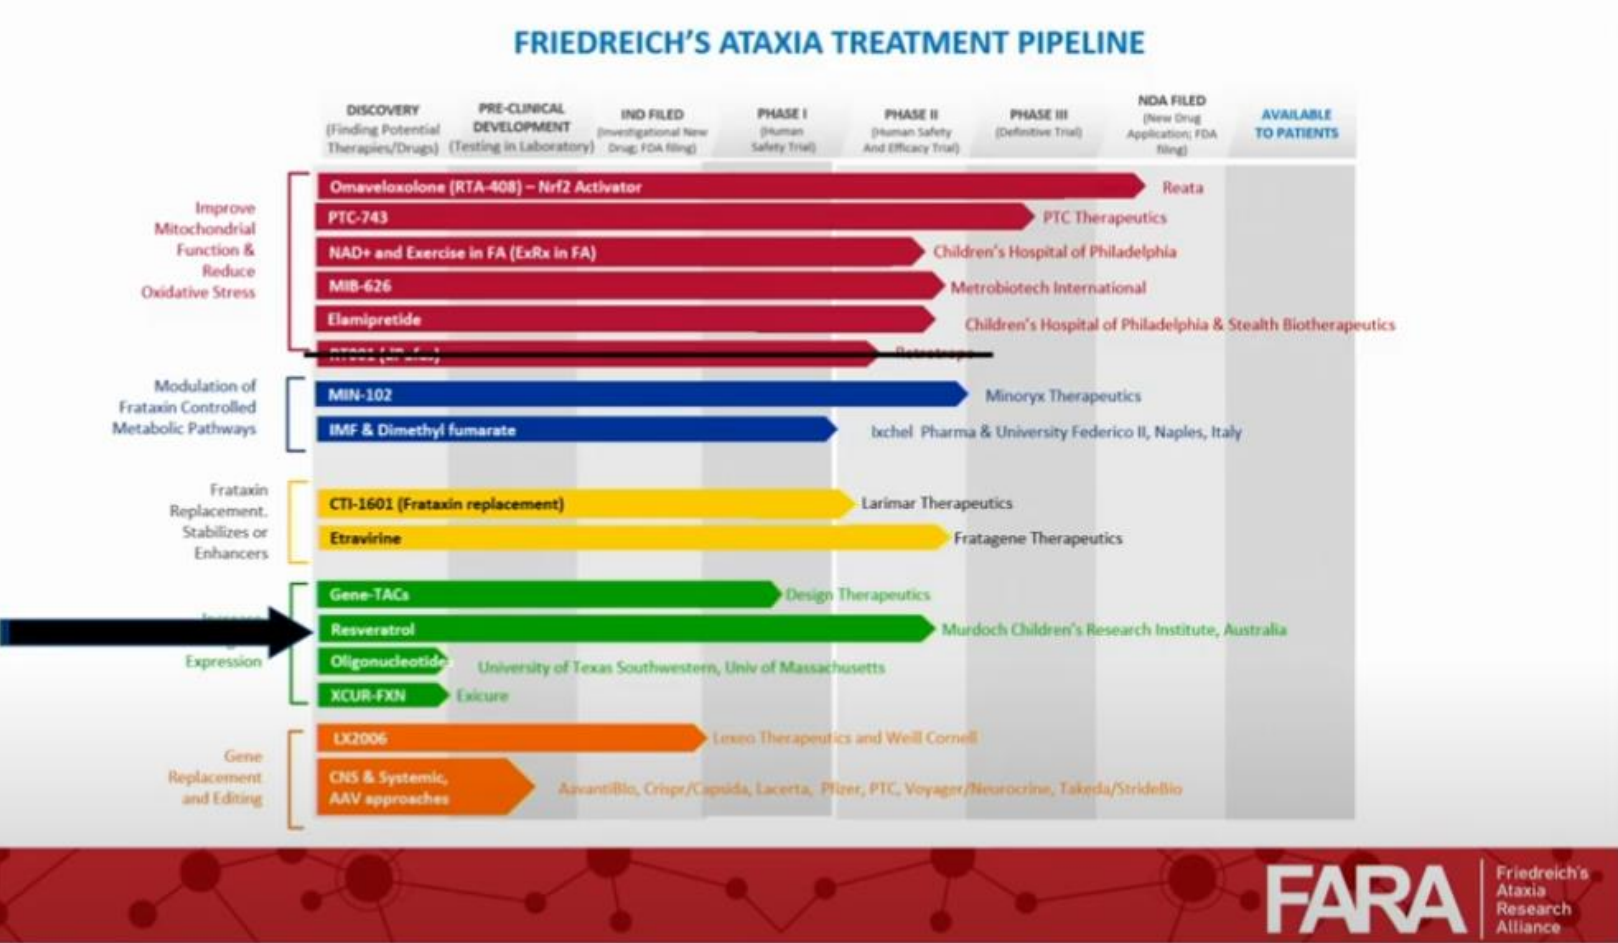 FRIEDREICH'S ATAXIA TREATMENT PIPELINE
DISCOVERY
(Finding Potential
Therapies/Drugs)
PRE-CLINICAL
DEVELOPMENT
(Testing in Laboratory)
IND FILED
(Investigational New
Drug; FDA filing)
PHASE I
(Human
Safety Trial)
PHASE II
(Human Safety
And Efficacy Trial)
PHASE III
(Definitive Trial)
NDA FILED
(New Drug
Application; FDA
filing)
AVAILABLE
TO PATIENTS
Improve
Mitochondrial
Function &
Reduce
Oxidative Stress
Omaveloxolone (RTA-408) – Nrf2 Activator
Reata
PTC-743
PTC Therapeutics
NAD+ and Exercise in FA (ExRx in FA)
Children's Hospital of Philadelphia
MIB-626
Metrobiotech International
Elamipretide
Children's Hospital of Philadelphia & Stealth Biotherapeutics
Modulation of
Frataxin Controlled
Metabolic Pathways
MIN-102
Minoryx Therapeutics
IMF & Dimethyl fumarate
Ixchel Pharma & University Federico II, Naples, Italy
Frataxin
Replacement.
Stabilizes or
Enhancers
CTI-1601 (Frataxin replacement)
Larimar Therapeutics
Etravirine
Fratagene Therapeutics
Expression
Gene-TACs
Design Therapeutics
Resveratrol
Murdoch Children's Research Institute, Australia
Oligonucleotides
University of Texas Southwestern, Univ of Massachusetts
XCUR-FXN
Exicure
Gene
Replacement
and Editing
LX2006
Lexeo Therapeutics and Weill Cornell
CNS & Systemic,
AAV approaches
AavantiBio, Crispr/Capsida, Lacerta, Pfizer, PTC, Voyager/Neurocrine, Takeda/StrideBio
FARA
Friedreich's
Ataxia
Research
Alliance